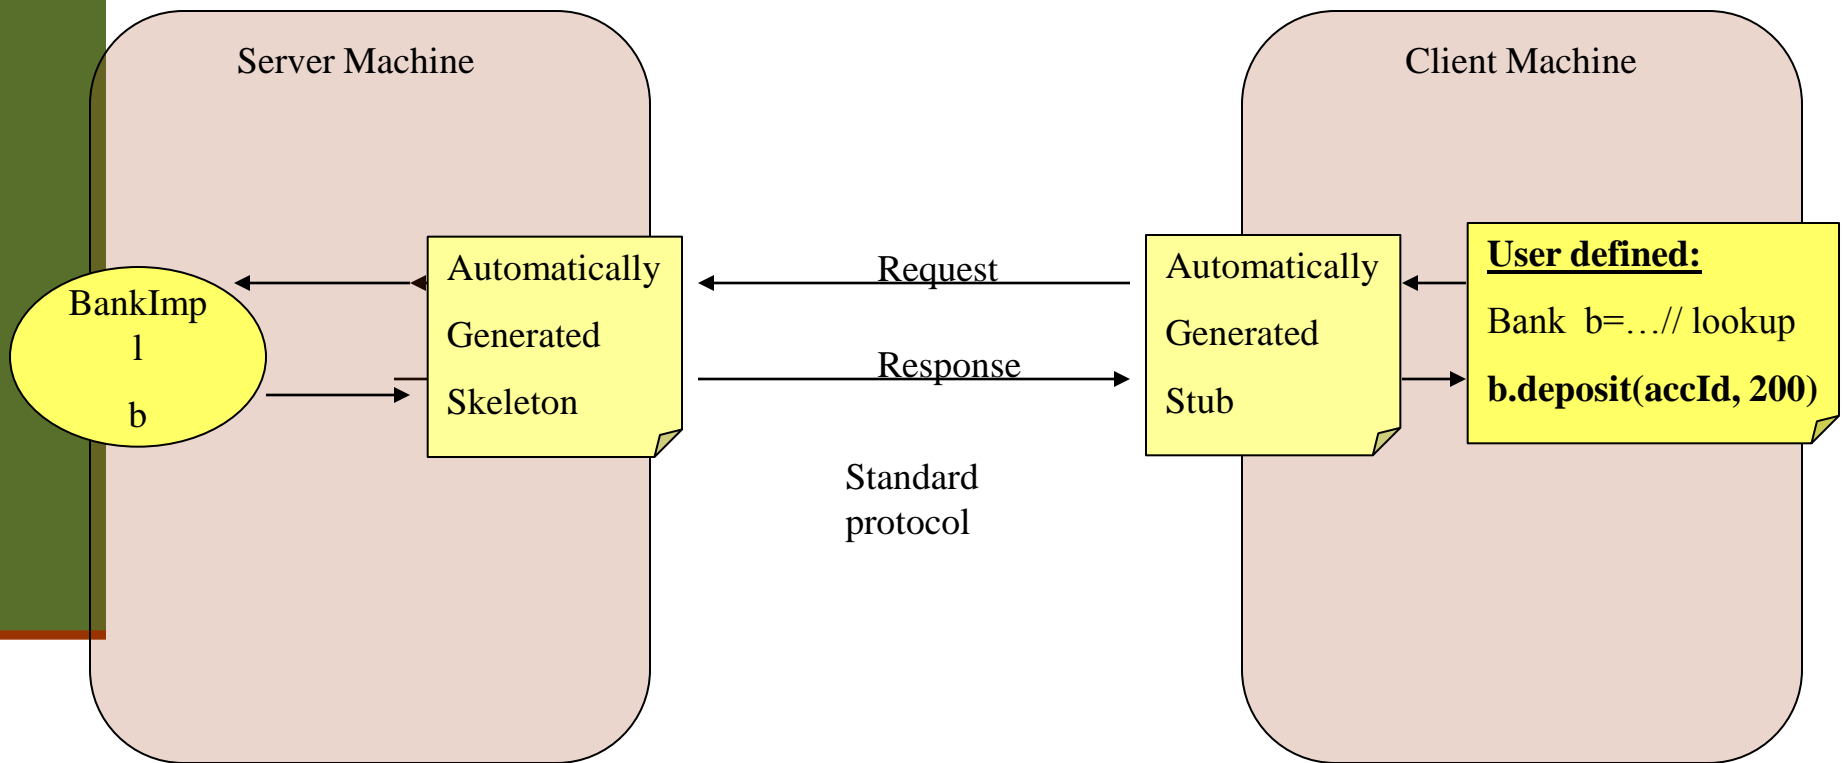 Server Machine
Client Machine
BankImp
l
b
Automatically
Generated
Skeleton
Request
Response
Standard
protocol
Automatically
Generated
Stub
User defined:
Bank b=…// lookup
b.deposit(accId, 200)